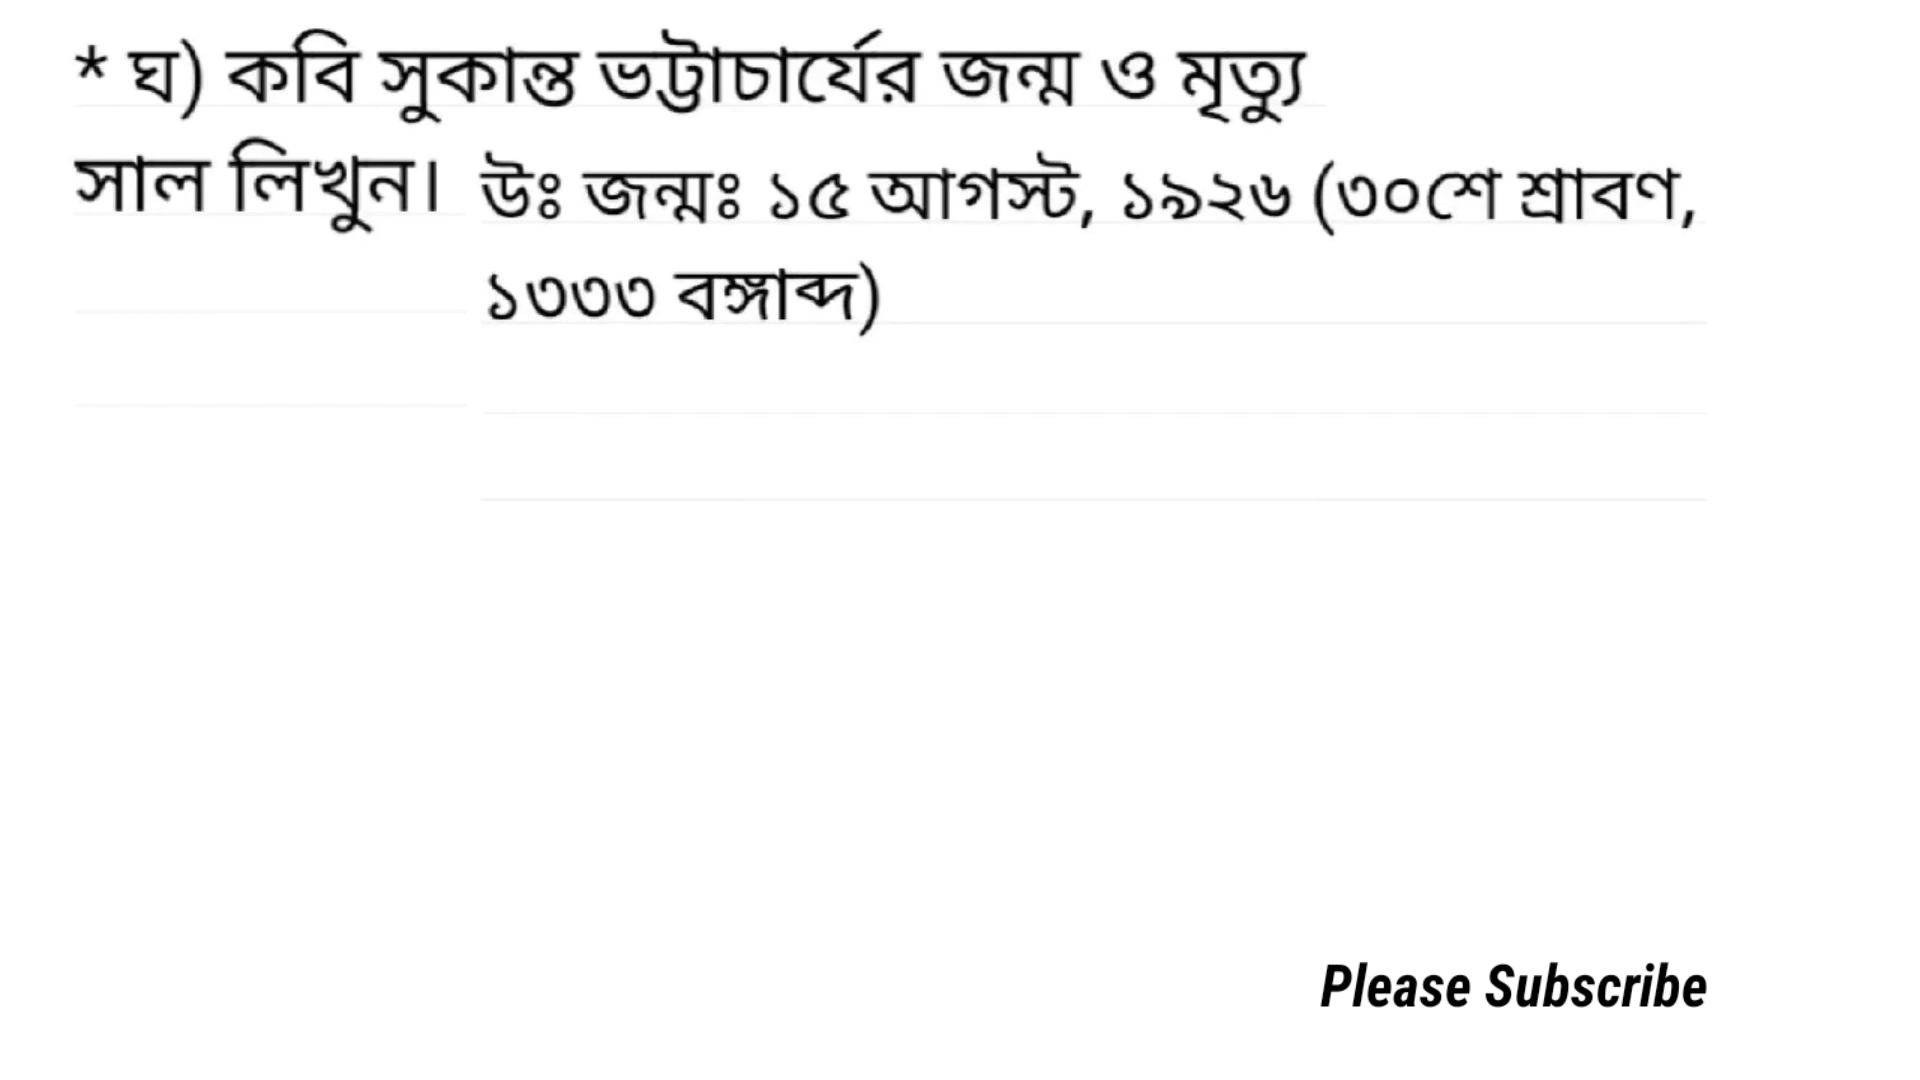 * ঘ) কবি সুকান্ত ভট্টাচার্যের জন্ম ও মৃত্যু
সাল লিখুন। উঃ জন্মঃ ১৫ আগস্ট, ১৯২৬ (৩০শে শ্রাবণ,
১৩৩৩ বঙ্গাব্দ)
Please Subscribe